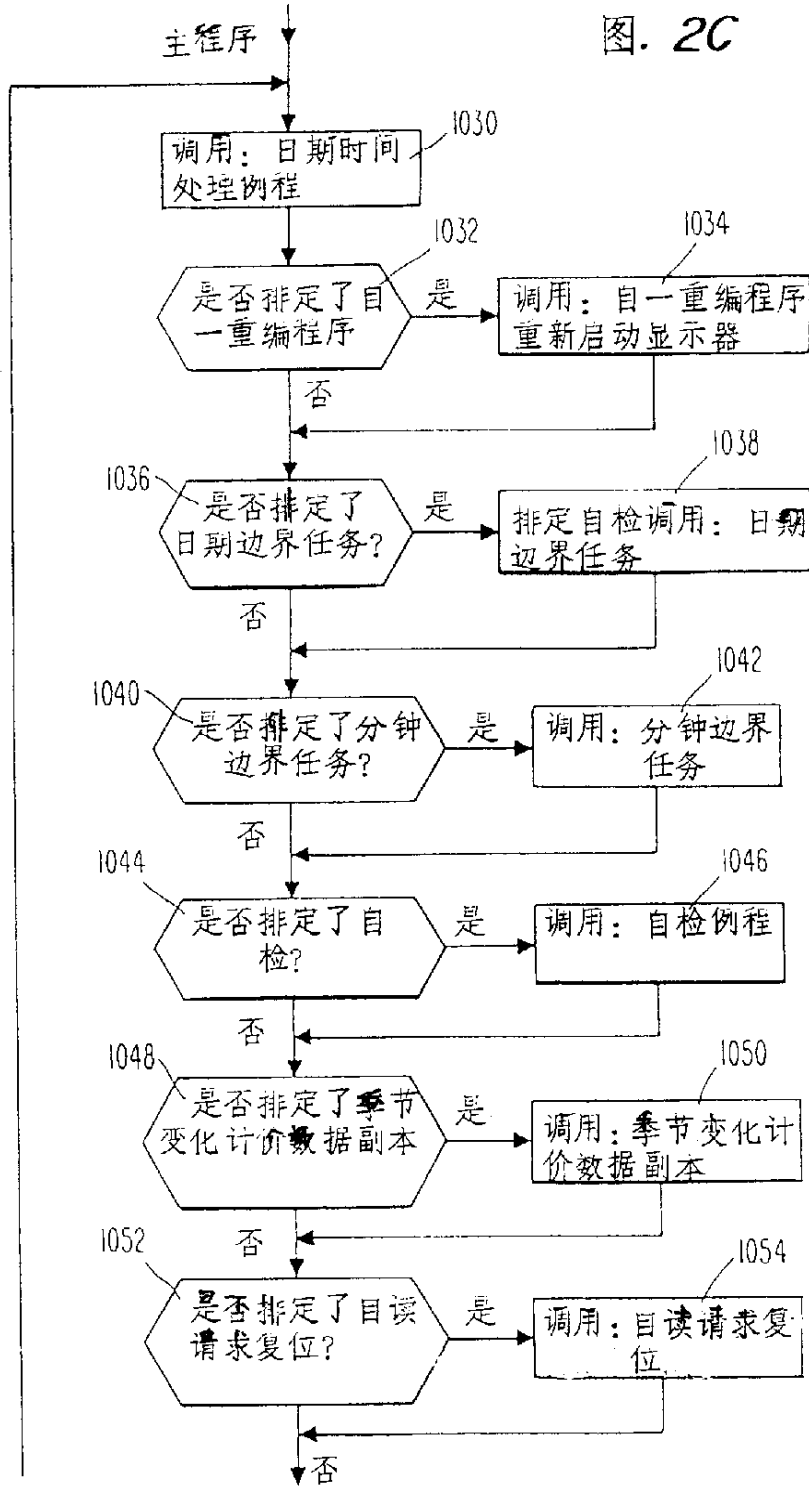 图. 2C
主程序
1030
调用：日期时间
处理例程
1032
是否排定了自
一重编程序
是
1034
调用：自一重编程序
重新启动显示器
否
1036
是否排定了
日期边界任务？
是
1038
排定自检调用：日期
边界任务
否
1040
是否排定了分钟
边界任务？
是
1042
调用：分钟边界
任务
否
1044
是否排定了自
检？
是
1046
调用：自检例程
否
1048
是否排定了季节
变化计价数据副本
是
1050
调用：季节变化计
价数据副本
否
1052
是否排定了自读
请求复位？
是
1054
调用：自读请求复
位
否